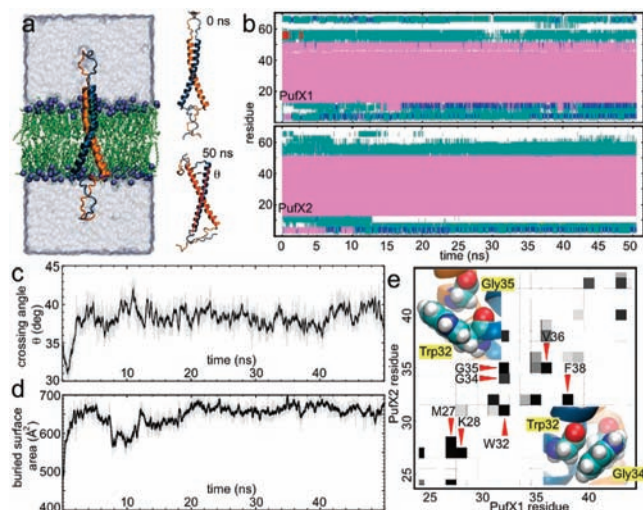 a
0 ns
50 ns
θ
b
60
40
20
PufX1
residue
60
40
20
PufX2
0
5
10
15
20
25
30
35
40
45
50
time (ns)
c
crossing angle
θ (deg)
45
40
35
30
10
20
30
40
time (ns)
d
buried surface
area (Å²)
700
600
500
400
10
20
30
40
time (ns)
e
Gly35
Trp32
V36
G35
G34
F38
M27
K28
W32
Trp32
Gly34
PufX2 residue
40
35
30
25
25
30
35
40
PufX1 residue